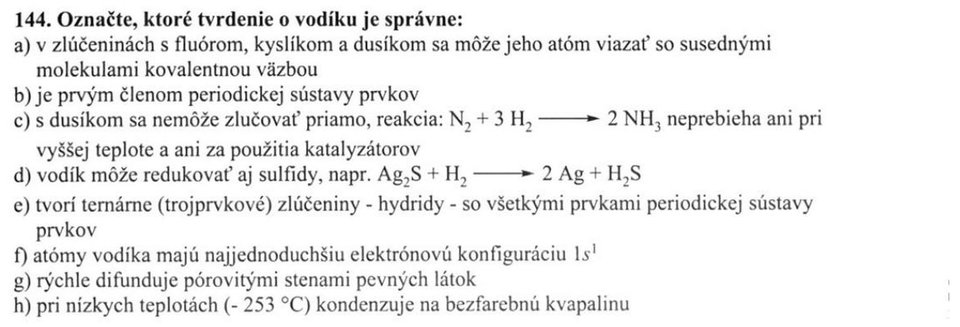 144. Označte, ktoré tvrdenie o vodíku je správne:
a) v zlúčeninách s fluórom, kyslíkom a dusíkom sa môže jeho atóm viazať so susednými
molekulami kovalentnou väzbou
b) je prvým členom periodickej sústavy prvkov
c) s dusíkom sa nemôže zlučovať priamo, reakcia: N₂ + 3 H₂ ⟶ 2 NH₃ neprebieha ani pri
vyššej teplote a ani za použitia katalyzátorov
d) vodík môže redukovať aj sulfidy, napr. Ag₂S + H₂ ⟶ 2 Ag + H₂S
e) tvorí ternárne (trojprvkové) zlúčeniny - hydridy - so všetkými prvkami periodickej sústavy
prvkov
f) atómy vodíka majú najjednoduchšiu elektrónovú konfiguráciu 1s¹
g) rýchle difunduje pórovitými stenami pevných látok
h) pri nízkych teplotách (- 253 °C) kondenzuje na bezfarebnú kvapalinu